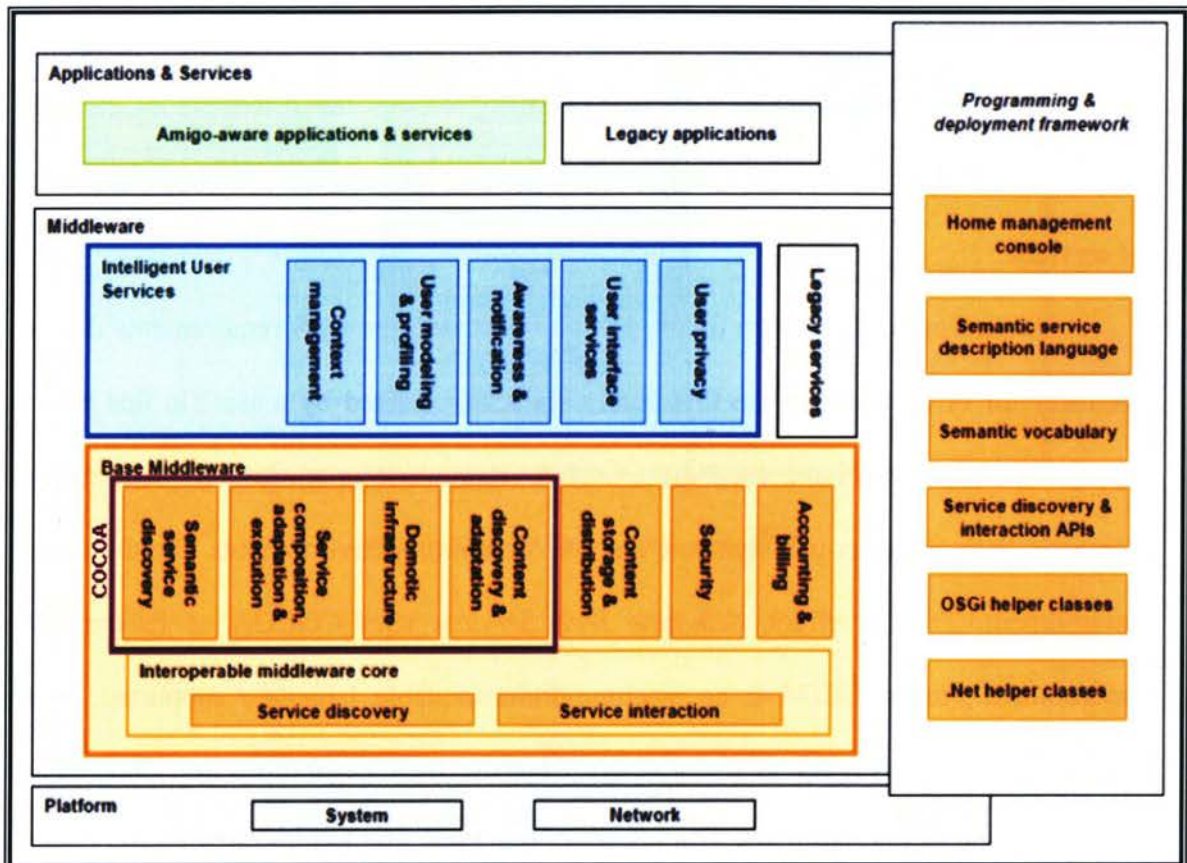 Applications & Services
Amigo-aware applications & services
Legacy applications
Programming &
deployment framework
Home management
console
Semantic service
description language
Semantic vocabulary
Service discovery &
interaction APIs
OSGi helper classes
.Net helper classes
Middleware
Intelligent User
Services
Context
management
User modeling
& profiling
Awareness &
notification
User interface
services
User privacy
Legacy services
Base Middleware
COCOA
Semantic
service
discovery
Service
composition,
adaptation &
execution
Domotic
infrastructure
Content
discovery &
adaptation
Content
storage &
distribution
Security
Accounting &
billing
Interoperable middleware core
Service discovery
Service interaction
Platform
System
Network